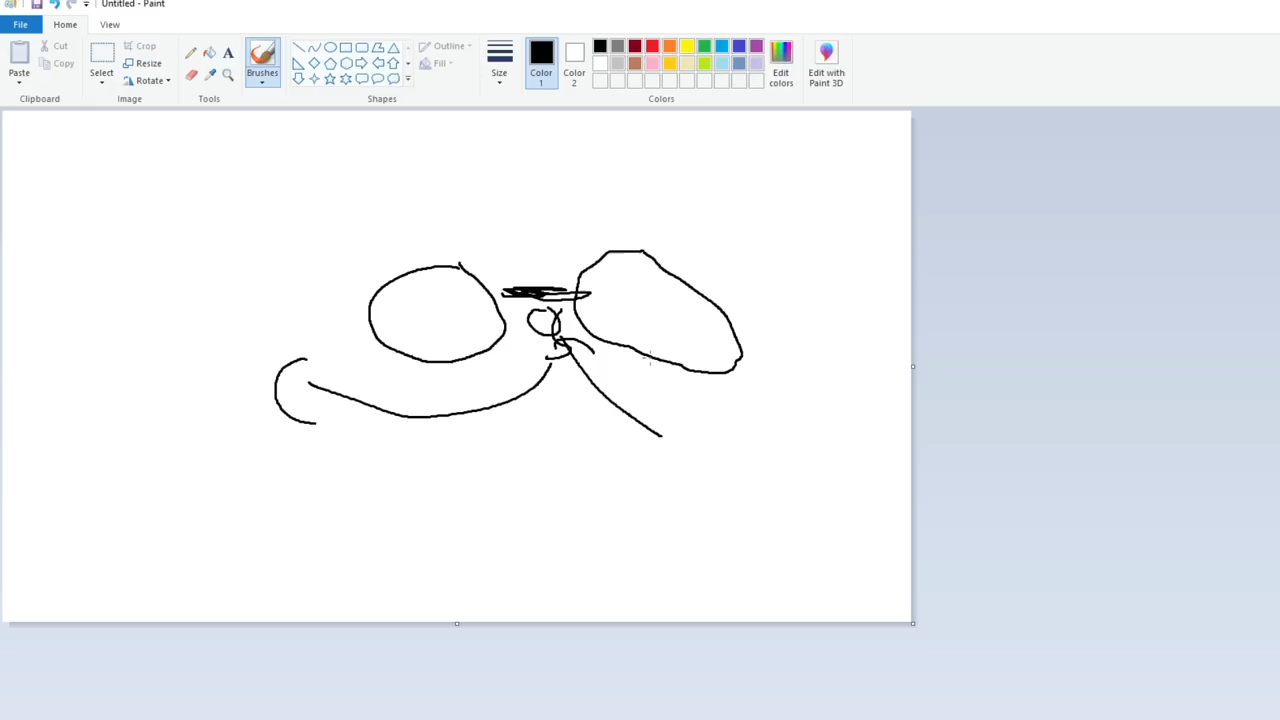 Untitled - Paint
File Home View
Paste
Cut
Copy
Clipboard
Select
Crop
Resize
Rotate
Image
A
Tools
Brushes
Shapes
Outline
Fill
Size
Color 1
Color 2
Colors
Edit colors
Edit with Paint 3D